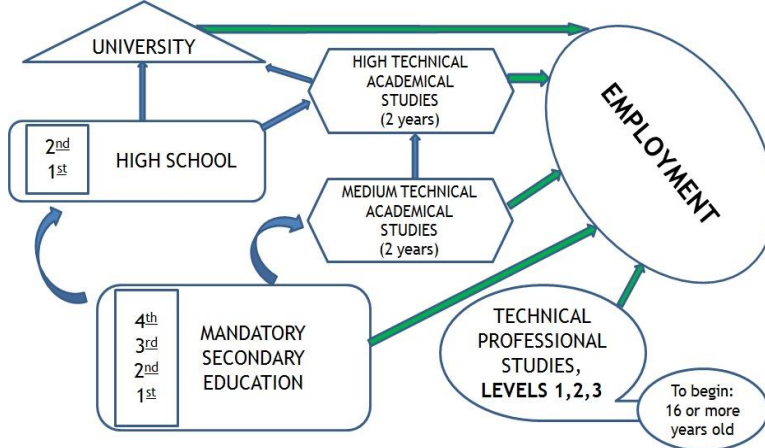 UNIVERSITY
HIGH TECHNICAL
ACADEMICAL
STUDIES
(2 years)
EMPLOYMENT
2nd
1st
HIGH SCHOOL
MEDIUM TECHNICAL
ACADEMICAL
STUDIES
(2 years)
4th
3rd
2nd
1st
MANDATORY
SECONDARY
EDUCATION
TECHNICAL
PROFESSIONAL
STUDIES,
LEVELS 1,2,3
To begin:
16 or more
years old